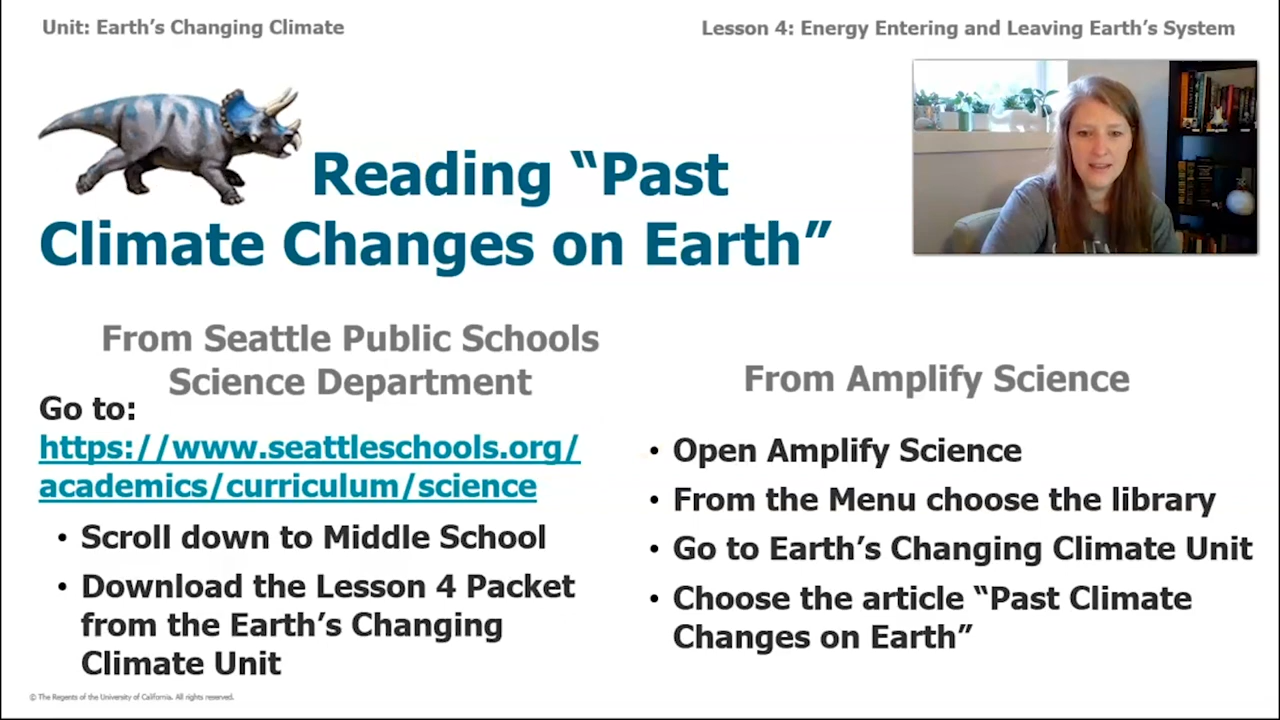 Unit: Earth’s Changing Climate
Lesson 4: Energy Entering and Leaving Earth’s System
Reading “Past
Climate Changes on Earth”
From Seattle Public Schools
Science Department
Go to:
https://www.seattleschools.org/
academics/curriculum/science
• Scroll down to Middle School
• Download the Lesson 4 Packet
from the Earth’s Changing
Climate Unit
From Amplify Science
• Open Amplify Science
• From the Menu choose the library
• Go to Earth’s Changing Climate Unit
• Choose the article “Past Climate
Changes on Earth”
© The Regents of the University of California. All rights reserved.